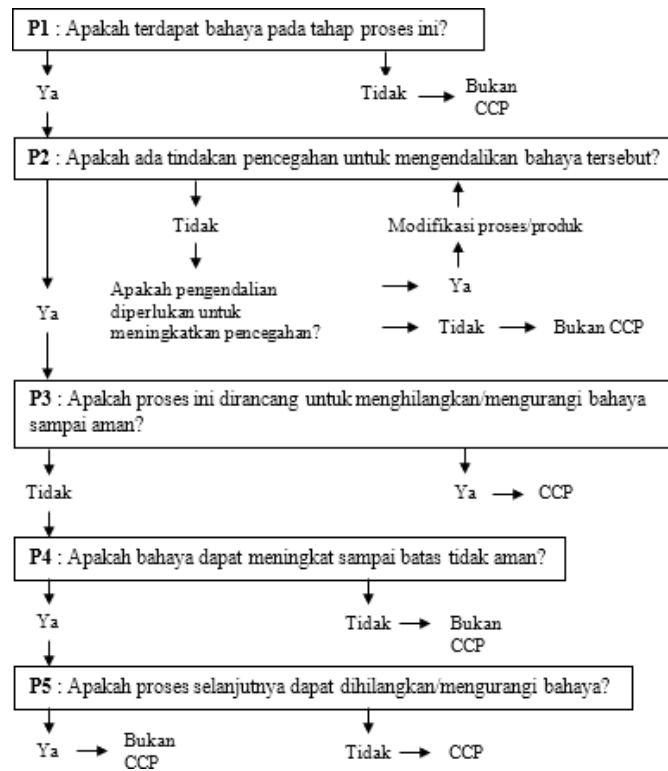 P1 : Apakah terdapat bahaya pada tahap proses ini?
Ya
Tidak
Bukan
CCP
P2 : Apakah ada tindakan pencegahan untuk mengendalikan bahaya tersebut?
Tidak
Modifikasi proses/produk
Ya
Apakah pengendalian
diperlukan untuk
meningkatkan pencegahan?
Ya
Tidak
Bukan CCP
P3 : Apakah proses ini dirancang untuk menghilangkan/mengurangi bahaya
sampai aman?
Tidak
Ya
CCP
P4 : Apakah bahaya dapat meningkat sampai batas tidak aman?
Ya
Tidak
Bukan
CCP
P5 : Apakah proses selanjutnya dapat dihilangkan/mengurangi bahaya?
Ya
Bukan
CCP
Tidak
CCP